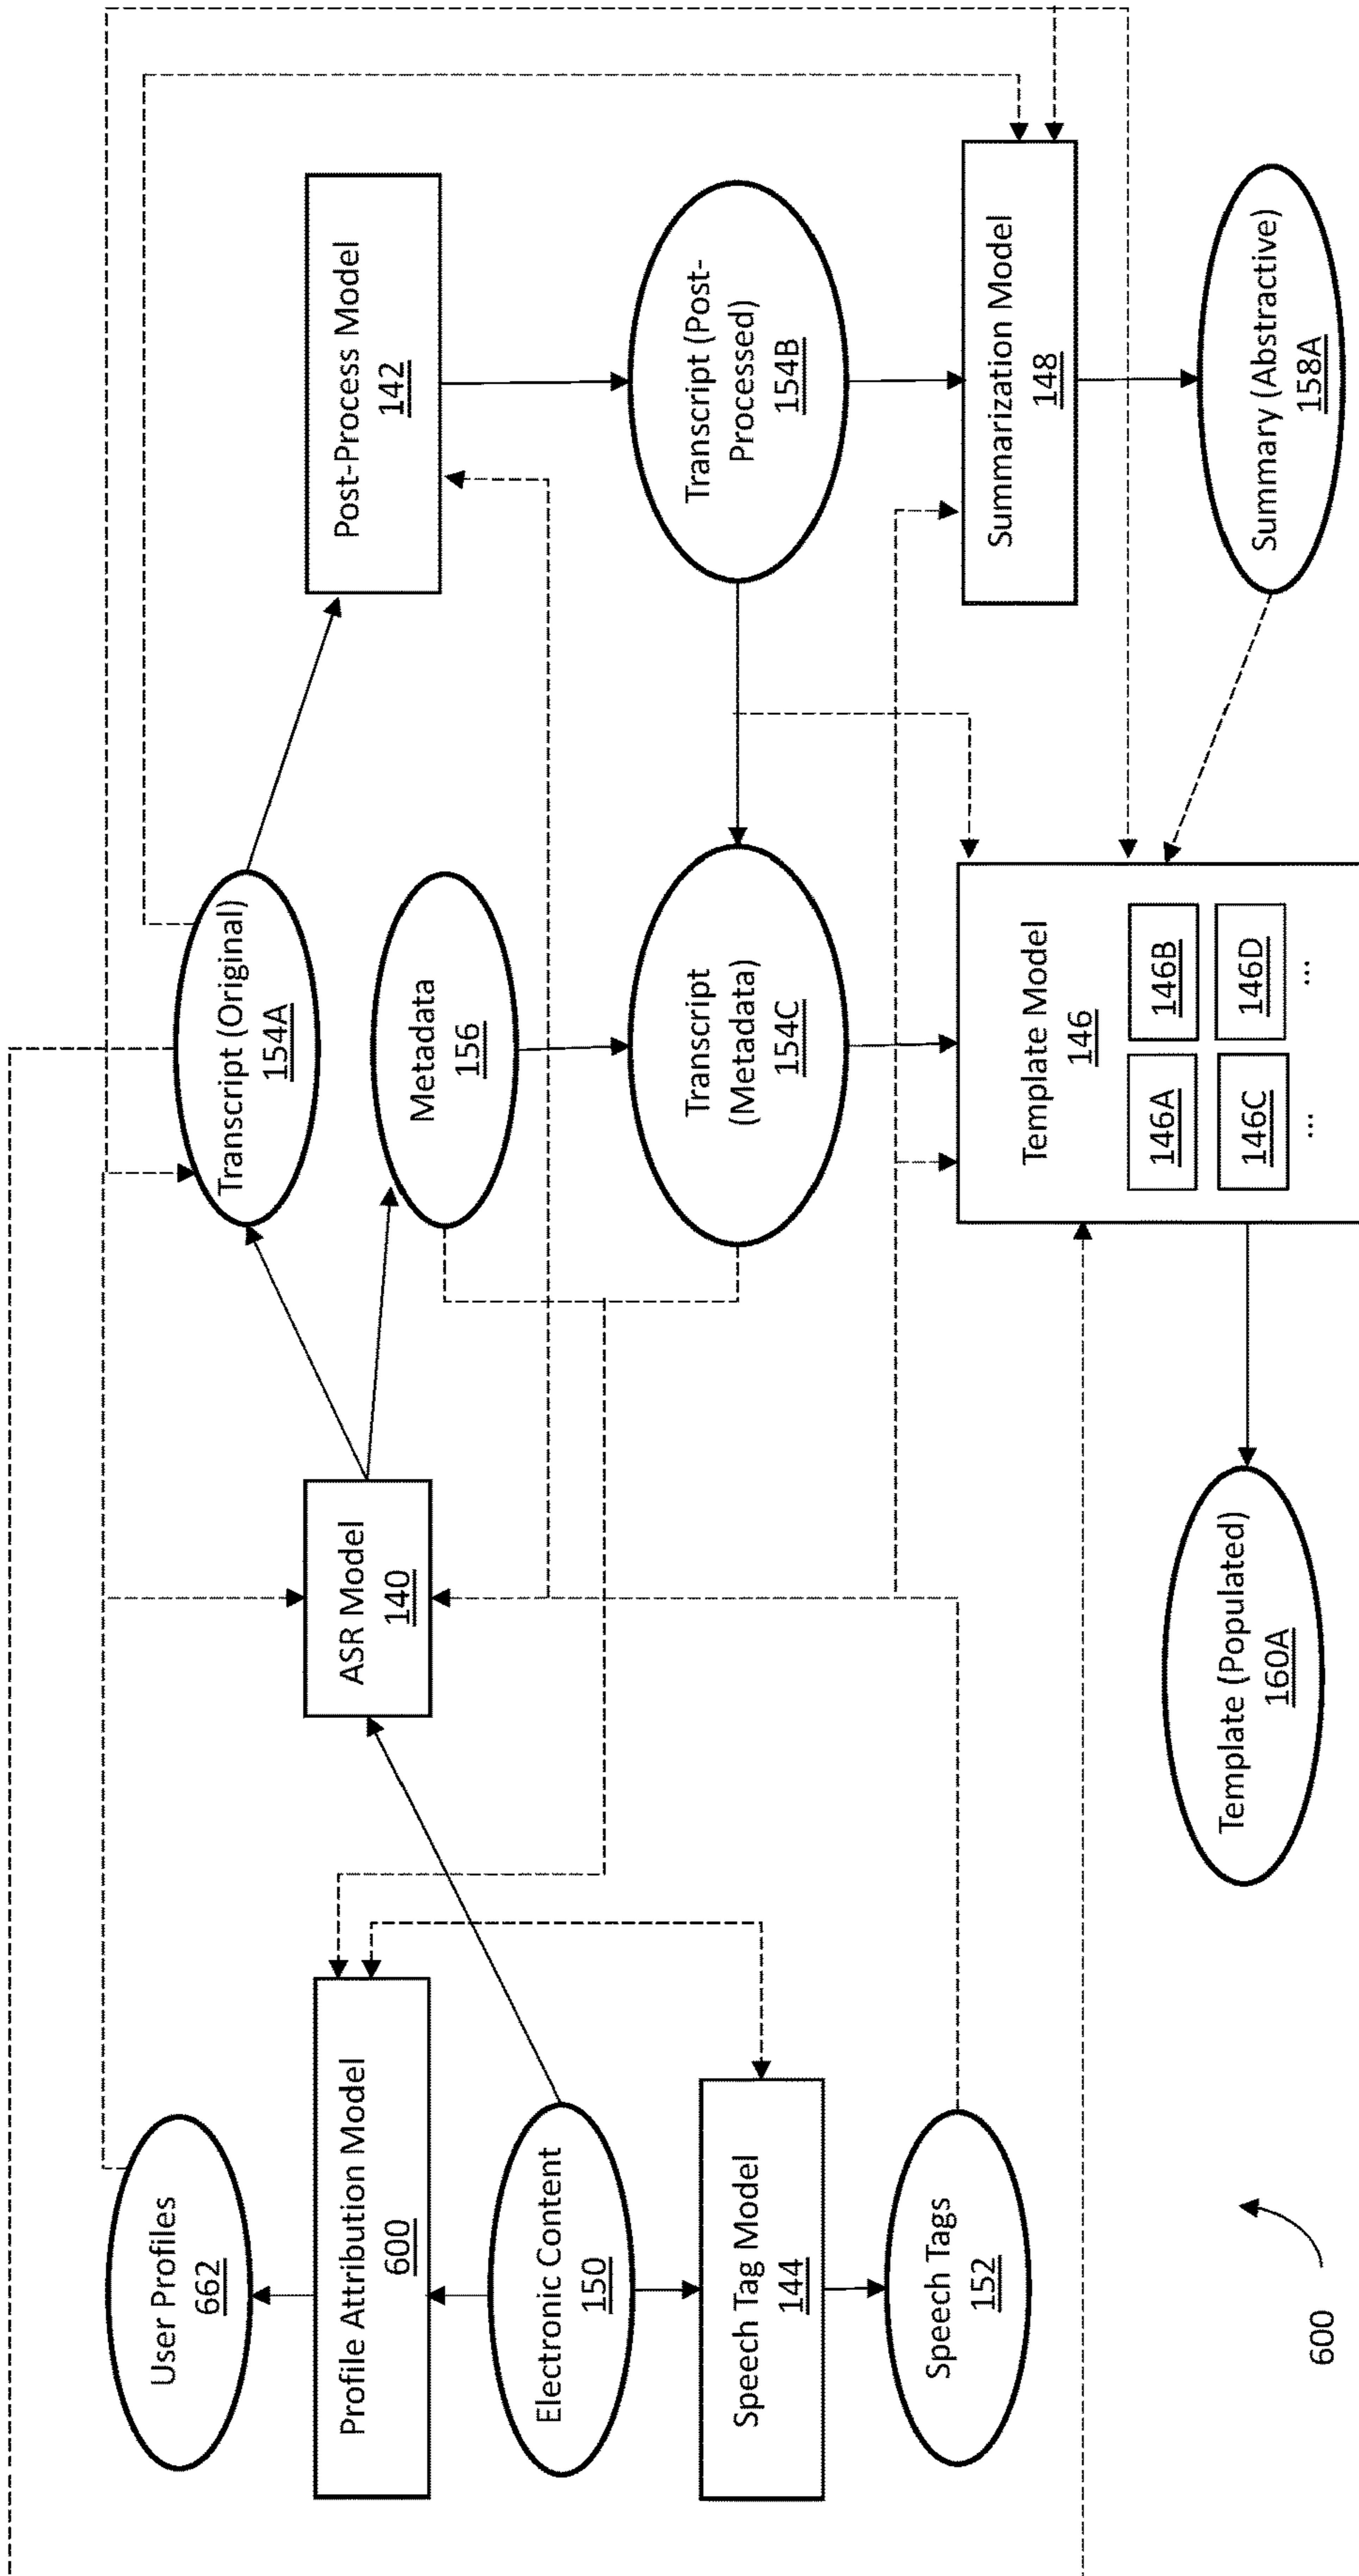 User Profiles
662
Profile Attribution Model
600
Electronic Content
150
Speech Tag Model
144
Speech Tags
152
ASR Model
140
Transcript (Original)
154A
Metadata
156
Transcript
(Metadata)
154C
Post-Process Model
142
Transcript (Post-
Processed)
154B
Template Model
146
146A
146B
146C
146D
...
...
Summarization Model
148
Template (Populated)
160A
Summary (Abstractive)
158A
600